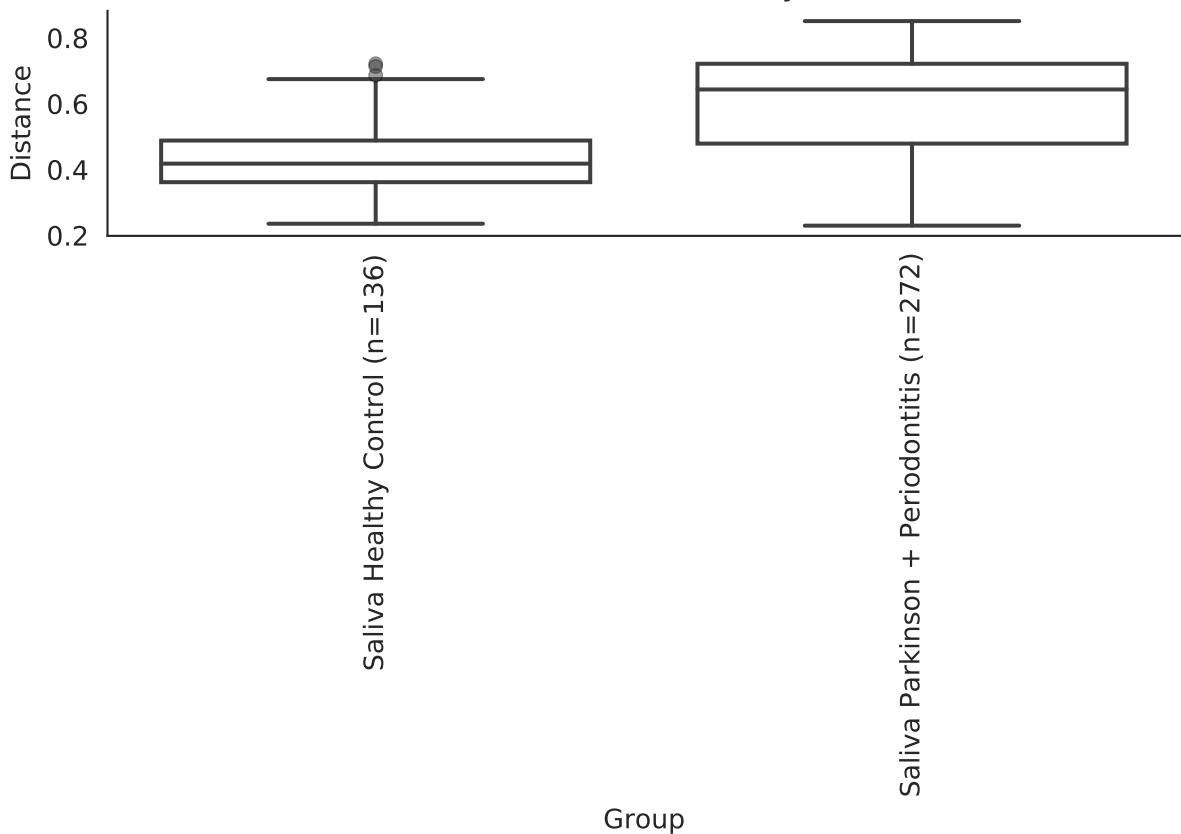 0.8
0.6
0.4
0.2
Distance
Saliva Healthy Control (n=136)
Saliva Parkinson + Periodontitis (n=272)
Group